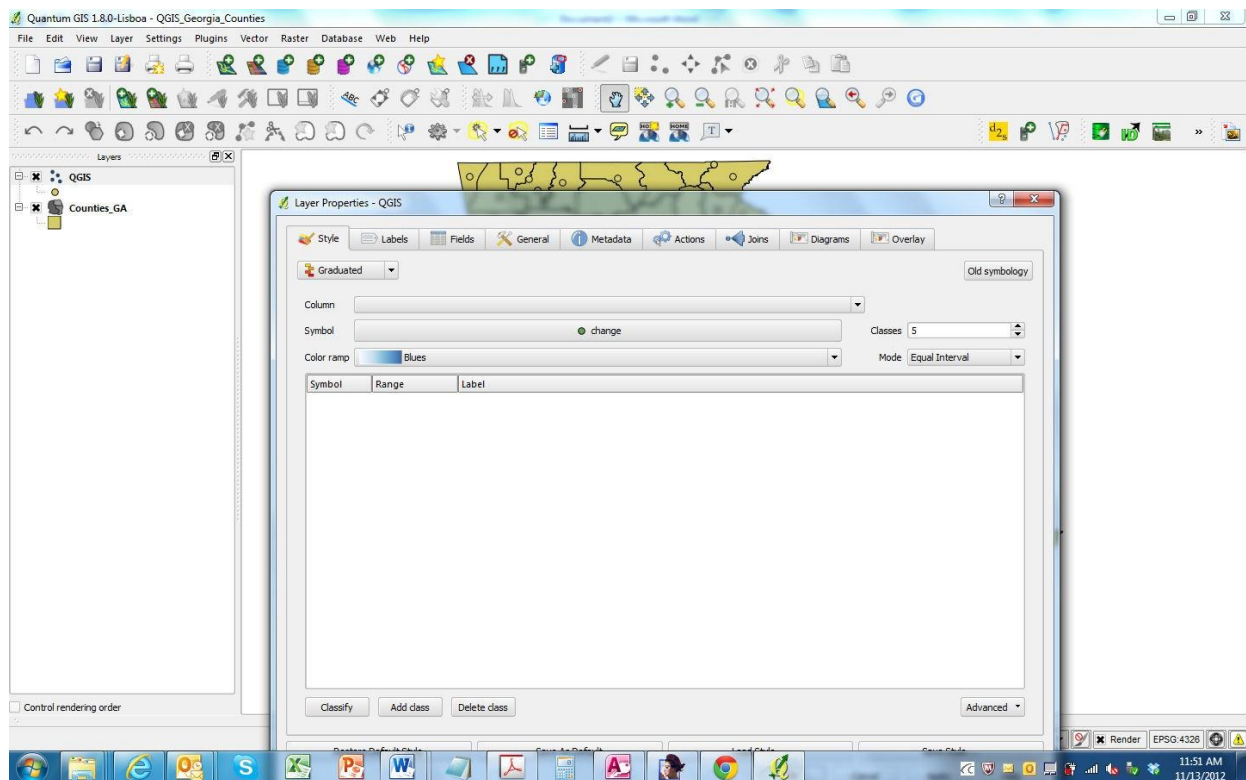 Quantum GIS 1.8.0-Lisboa - QGIS_Georgia_Counties
File Edit View Layer Settings Plugins Vector Raster Database Web Help
Layers
QGIS
Counties_GA
Layer Properties - QGIS
Style Labels Fields General Metadata Actions Joins Diagrams Overlay
Graduated Old symbology
Column
Symbol change Classes 5
Color ramp Blues Mode Equal Interval
Symbol Range Label
Classify Add class Delete class Advanced
Control rendering order
Render EPSG:4326
11:51 AM
11/13/2012